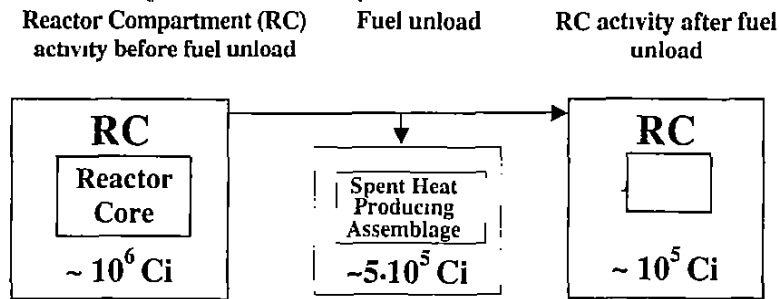 Reactor Compartment (RC)
activity before fuel unload
Fuel unload
RC activity after fuel
unload
RC
Reactor
Core
~ 10⁶ Ci
Spent Heat
Producing
Assemblage
~5·10⁵ Ci
RC
~ 10⁵ Ci